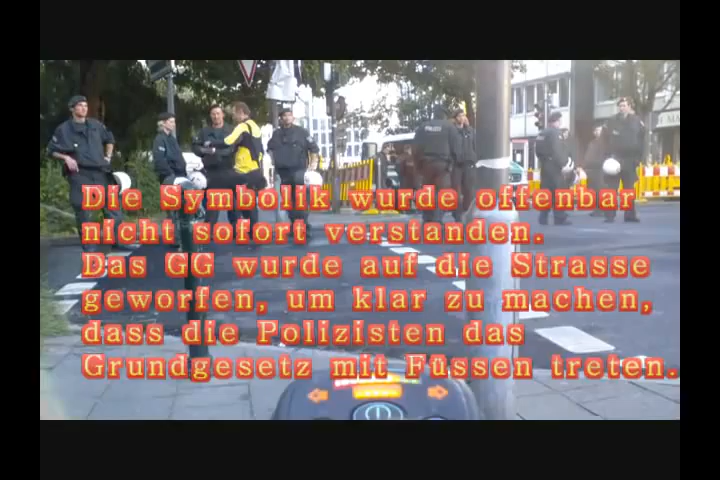 POLIZEI
Die Symbolik wurde offenbar
nicht sofort verstanden.
Das GG wurde auf die Strasse
geworfen, um klar zu machen,
dass die Polizisten das
Grundgesetz mit Füssen treten.